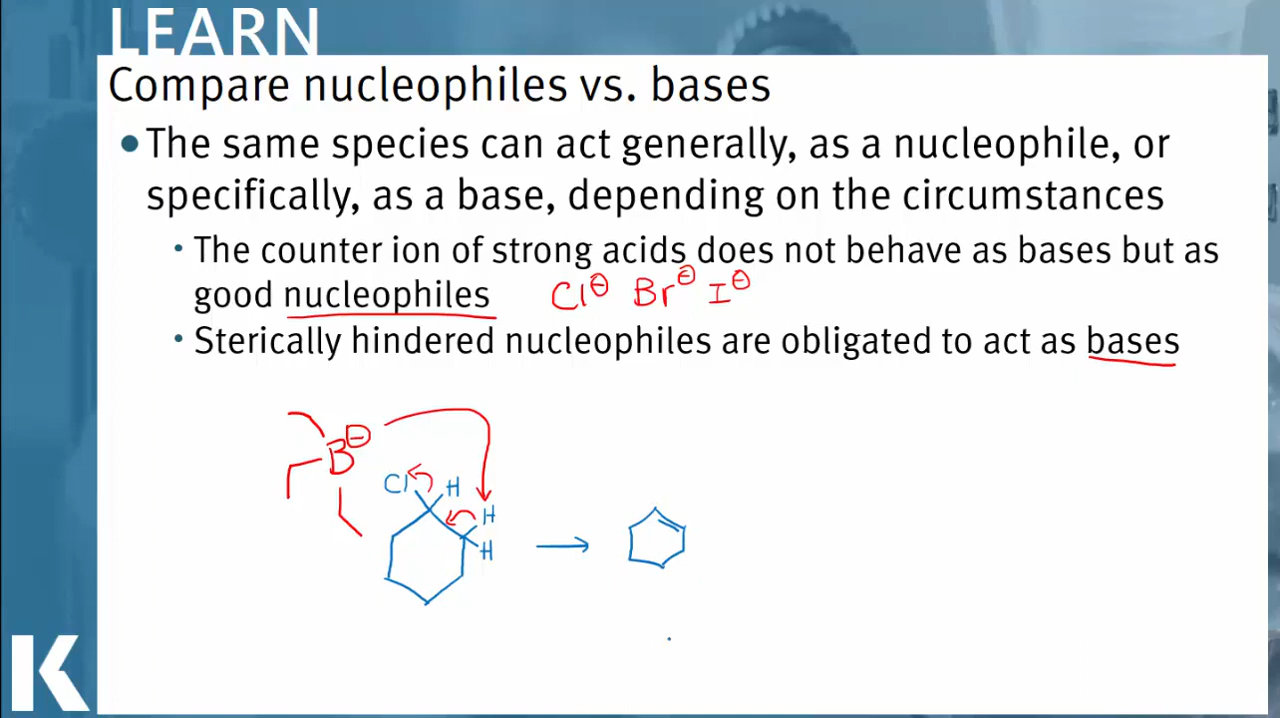 LEARN
Compare nucleophiles vs. bases
• The same species can act generally, as a nucleophile, or
specifically, as a base, depending on the circumstances
• The counter ion of strong acids does not behave as bases but as
good nucleophiles Cl⊖ Br⊖ I⊖
• Sterically hindered nucleophiles are obligated to act as bases
B⊖
Cl H
H
H
K